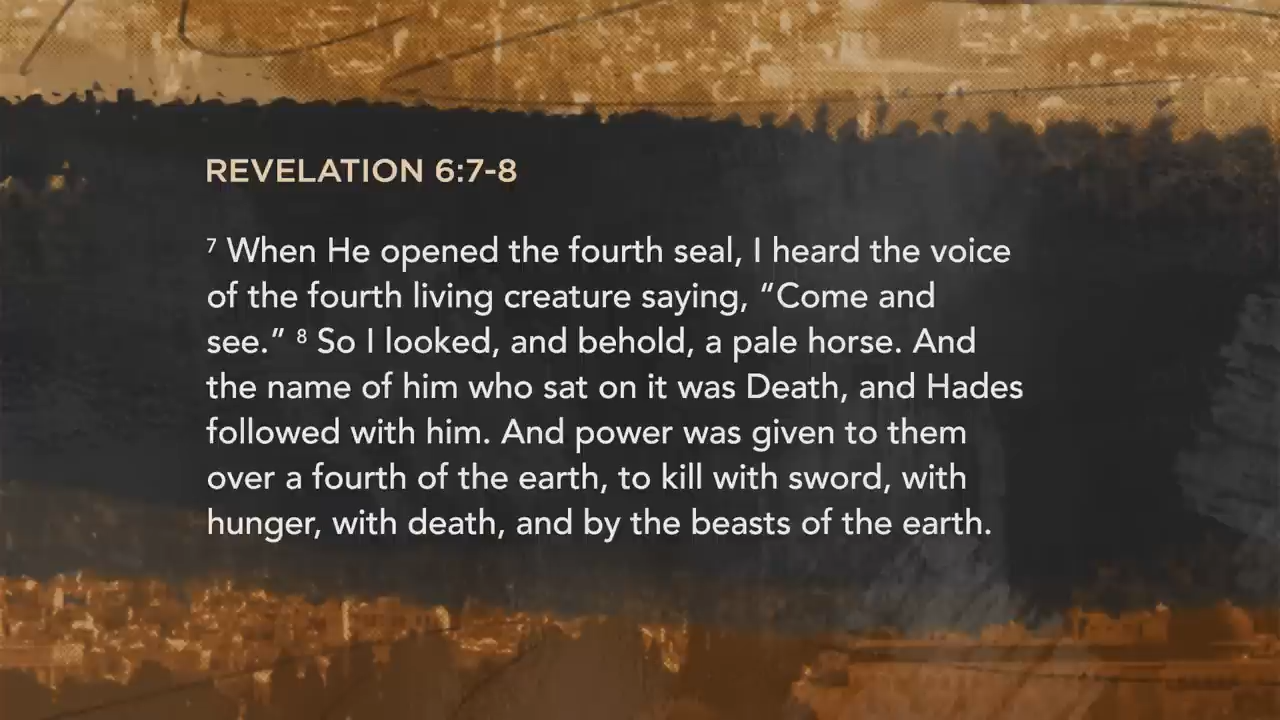 REVELATION 6:7-8
⁷ When He opened the fourth seal, I heard the voice
of the fourth living creature saying, “Come and
see.” ⁸ So I looked, and behold, a pale horse. And
the name of him who sat on it was Death, and Hades
followed with him. And power was given to them
over a fourth of the earth, to kill with sword, with
hunger, with death, and by the beasts of the earth.